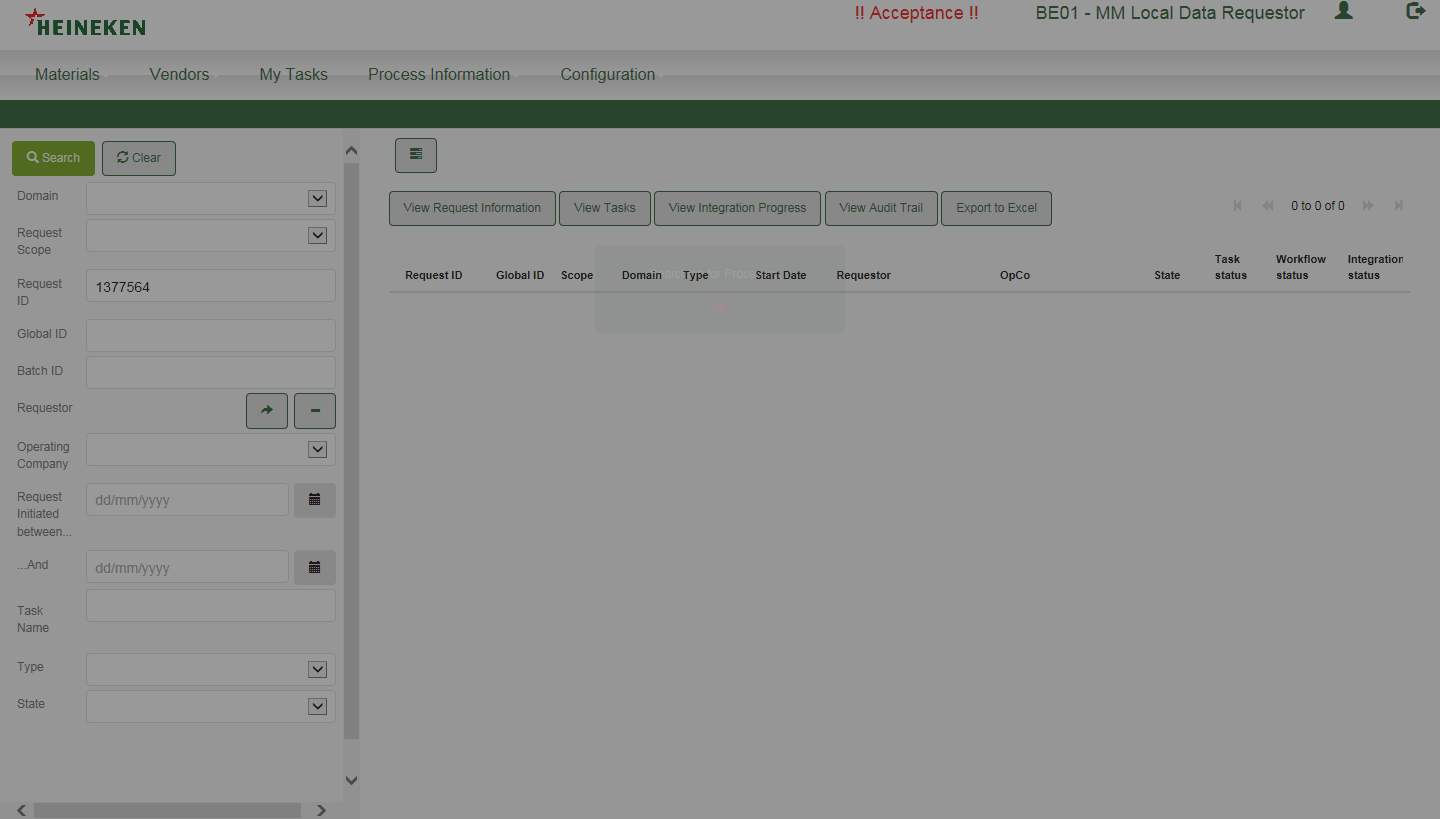 HEINEKEN
!! Acceptance !!
BE01 - MM Local Data Requestor
Materials
Vendors
My Tasks
Process Information
Configuration
Search
Clear
Domain
Request
Scope
Request
ID
1377564
Global ID
Batch ID
Requestor
Operating
Company
Request
Initiated
between...
dd/mm/yyyy
...And
dd/mm/yyyy
Task
Name
Type
State
View Request Information
View Tasks
View Integration Progress
View Audit Trail
Export to Excel
0 to 0 of 0
Request ID
Global ID
Scope
Domain
Type
Start Date
Requestor
OpCo
State
Task
status
Workflow
status
Integration
status